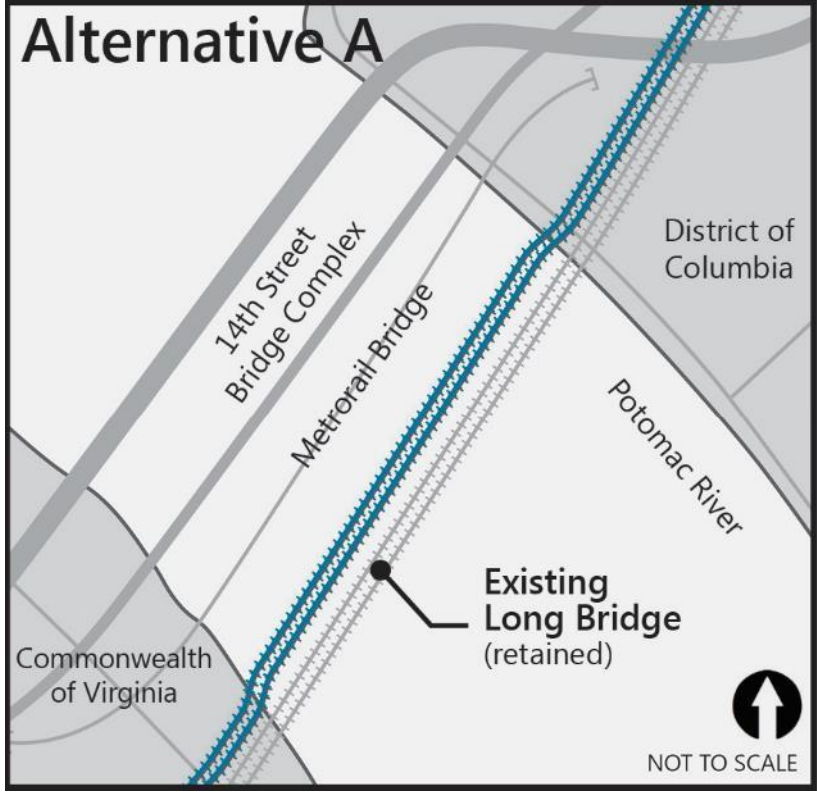 Alternative A
14th Street
Bridge Complex
Metrorail Bridge
District of
Columbia
Potomac River
Existing
Long Bridge
(retained)
Commonwealth
of Virginia
NOT TO SCALE